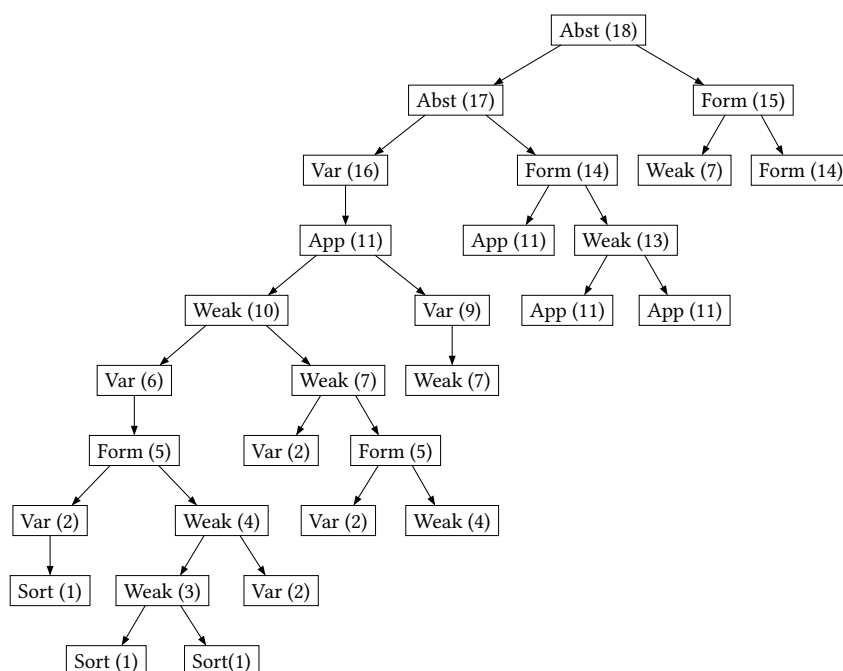 Abst (18)
Abst (17)
Form (15)
Var (16)
Form (14)
Weak (7)
Form (14)
App (11)
App (11)
Weak (13)
Weak (10)
Var (9)
App (11)
App (11)
Var (6)
Weak (7)
Weak (7)
Form (5)
Var (2)
Form (5)
Var (2)
Weak (4)
Var (2)
Weak (4)
Sort (1)
Weak (3)
Var (2)
Sort (1)
Sort(1)